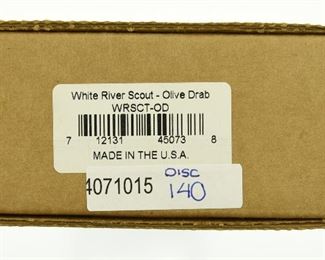 White River Scout - Olive Drab
WRSCT-OD
7 12131 45073 8
MADE IN THE U.S.A.
4071015
DISC
140